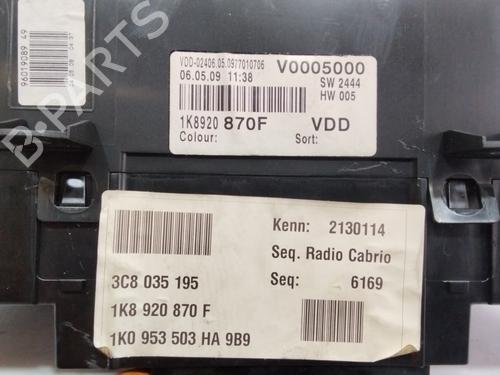 96019089 49
VDD-02406.05.0977010706
V0005000
06.05.09 11:38
SW 2444
HW 005
1K8920 870F VDD
Colour: Sort:
B-PARTS
Kenn: 2130114
Seq. Radio Cabrio
3C8 035 195
Seq: 6169
1K8 920 870 F
1K0 953 503 HA 9B9